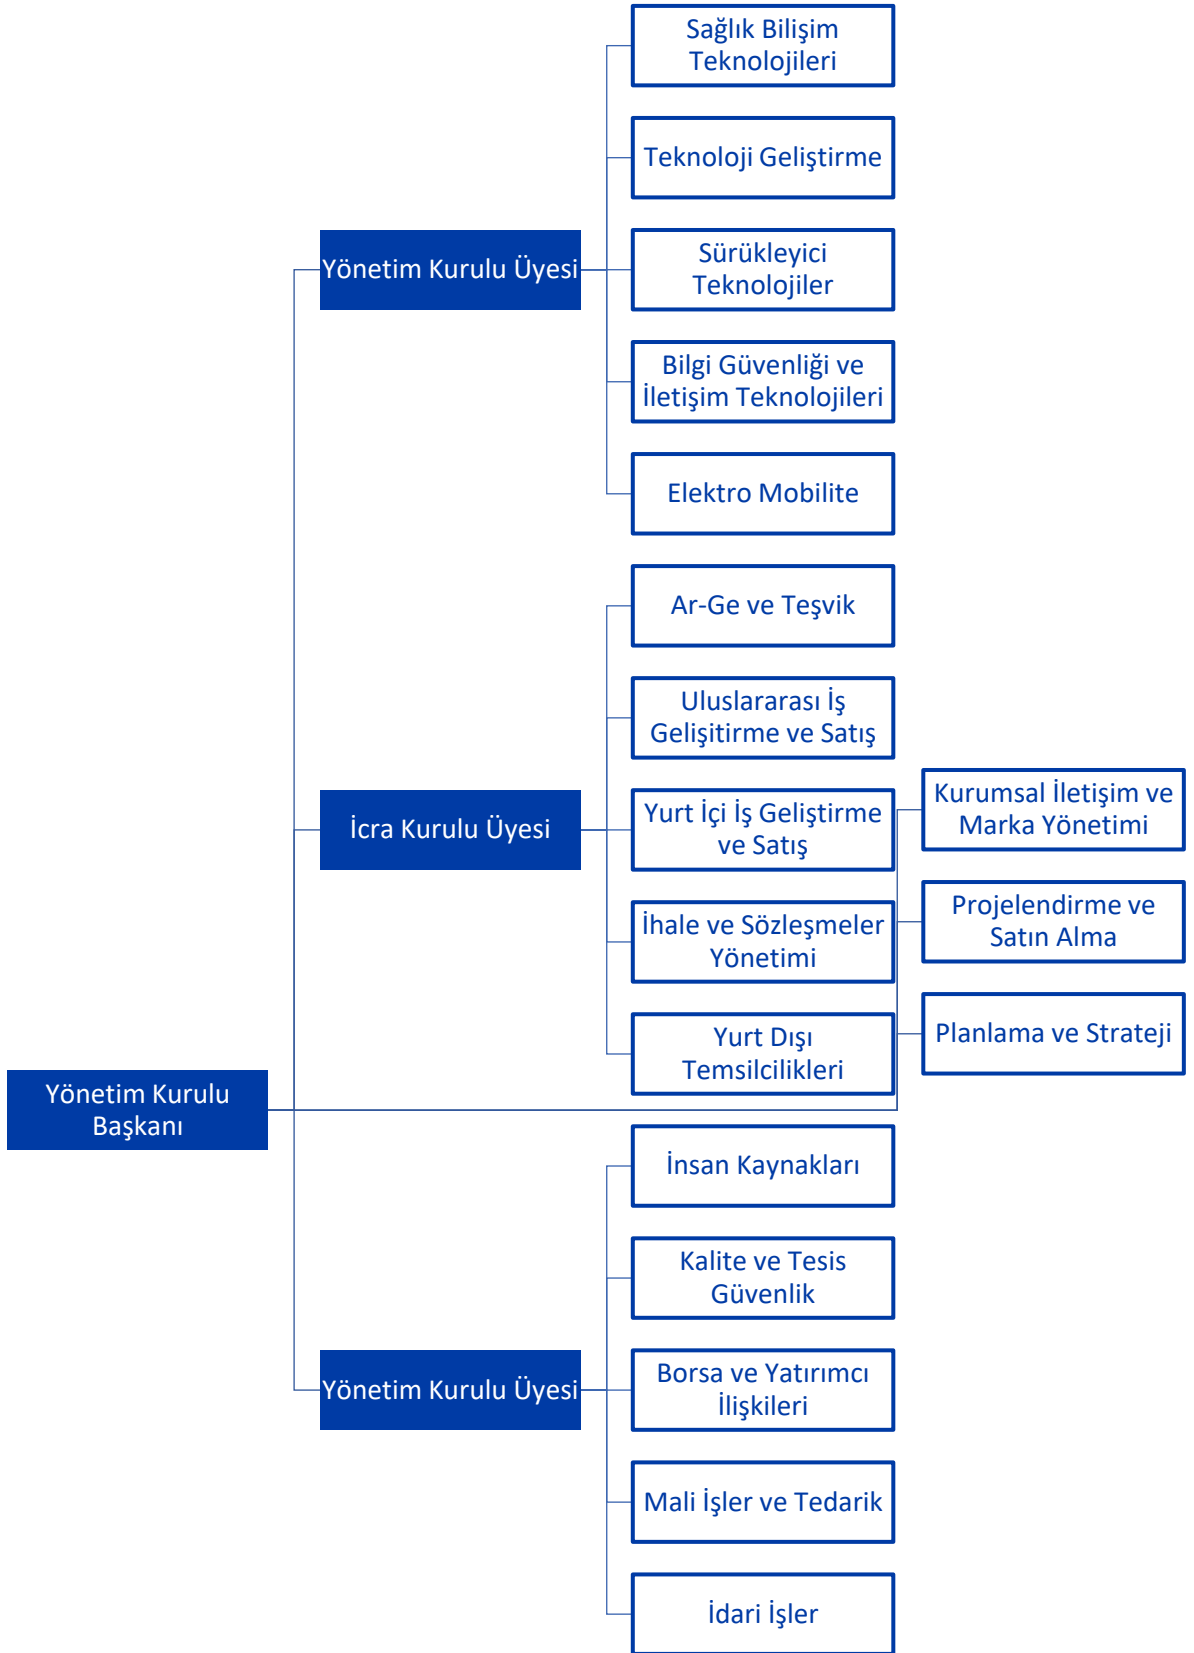 Sağlık Bilişim
Teknolojileri
Teknoloji Geliştirme
Sürükleyici
Teknolojiler
Yönetim Kurulu Üyesi
Bilgi Güvenliği ve
İletişim Teknolojileri
Elektro Mobilite
Ar-Ge ve Teşvik
Uluslararası İş
Gelişitirme ve Satış
Yurt İçi İş Geliştirme
ve Satış
İcra Kurulu Üyesi
İhale ve Sözleşmeler
Yönetimi
Yurt Dışı
Temsilcilikleri
Kurumsal İletişim ve
Marka Yönetimi
Projelendirme ve
Satın Alma
Planlama ve Strateji
Yönetim Kurulu
Başkanı
İnsan Kaynakları
Kalite ve Tesis
Güvenlik
Borsa ve Yatırımcı
İlişkileri
Yönetim Kurulu Üyesi
Mali İşler ve Tedarik
İdari İşler